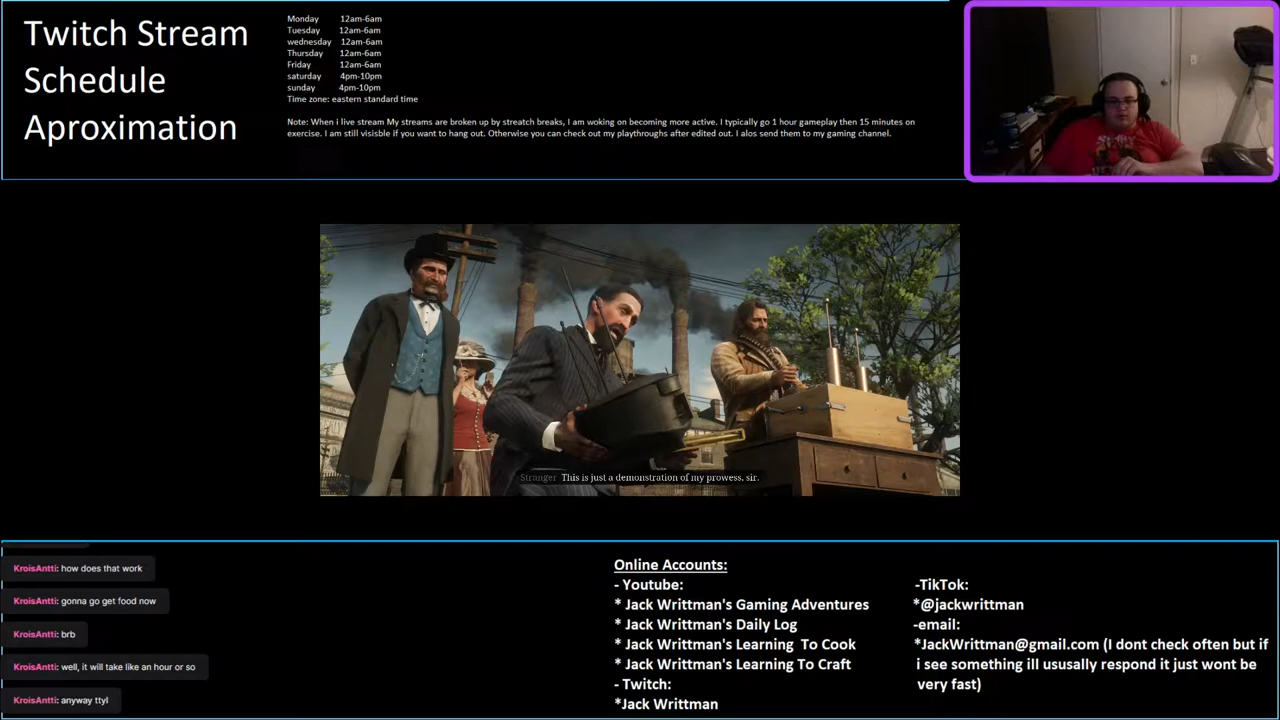 Twitch Stream
Schedule
Aproximation
Monday 12am-6am
Tuesday 12am-6am
wednesday 12am-6am
Thursday 12am-6am
Friday 12am-6am
saturday 4pm-10pm
sunday 4pm-10pm
Time zone: eastern standard time
Note: When i live stream My streams are broken up by streatch breaks, I am woking on becoming more active. I typically go 1 hour gameplay then 15 minutes on
exercise. I am still visisble if you want to hang out. Otherwise you can check out my playthroughs after edited out. I alos send them to my gaming channel.
Stranger This is just a demonstration of my prowess, sir.
KroisAntti: how does that work
KroisAntti: gonna go get food now
KroisAntti: brb
KroisAntti: well, it will take like an hour or so
KroisAntti: anyway ttyl
Online Accounts:
- Youtube:
* Jack Writtman's Gaming Adventures
* Jack Writtman's Daily Log
* Jack Writtman's Learning To Cook
* Jack Writtman's Learning To Craft
- Twitch:
*Jack Writtman
-TikTok:
*@jackwrittman
-email:
*JackWrittman@gmail.com (I dont check often but if
i see something ill ususally respond it just wont be
very fast)